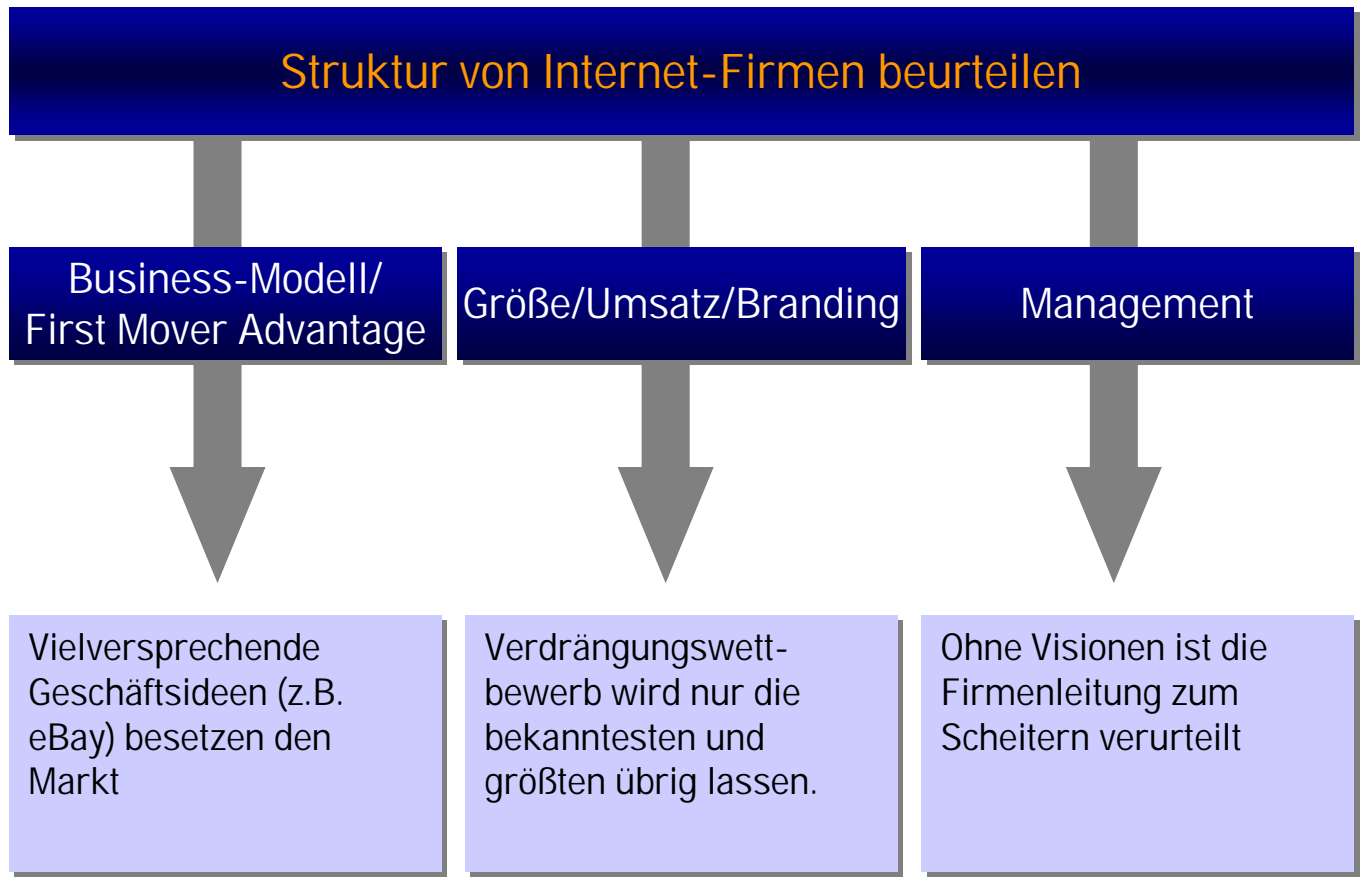 Struktur von Internet-Firmen beurteilen
Business-Modell/
First Mover Advantage
Größe/Umsatz/Branding
Management
Vielversprechende
Geschäftsideen (z.B.
eBay) besetzen den
Markt
Verdrängungswett-
bewerb wird nur die
bekanntesten und
größten übrig lassen.
Ohne Visionen ist die
Firmenleitung zum
Scheitern verurteilt